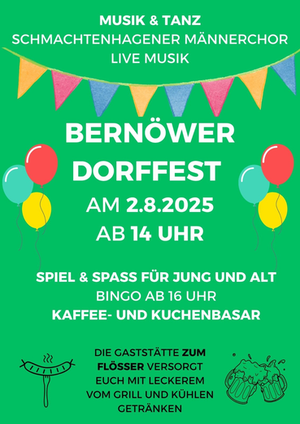 MUSIK & TANZ
SCHMACHTENHAGENER MÄNNERCHOR
LIVE MUSIK
BERNÖWER
DORFFEST
AM 2.8.2025
AB 14 UHR
SPIEL & SPASS FÜR JUNG UND ALT
BINGO AB 16 UHR
KAFFEE- UND KUCHENBASAR
DIE GASTSTÄTTE ZUM
FLÖSSER VERSORGT
EUCH MIT LECKEREM
VOM GRILL UND KÜHLEN
GETRÄNKEN